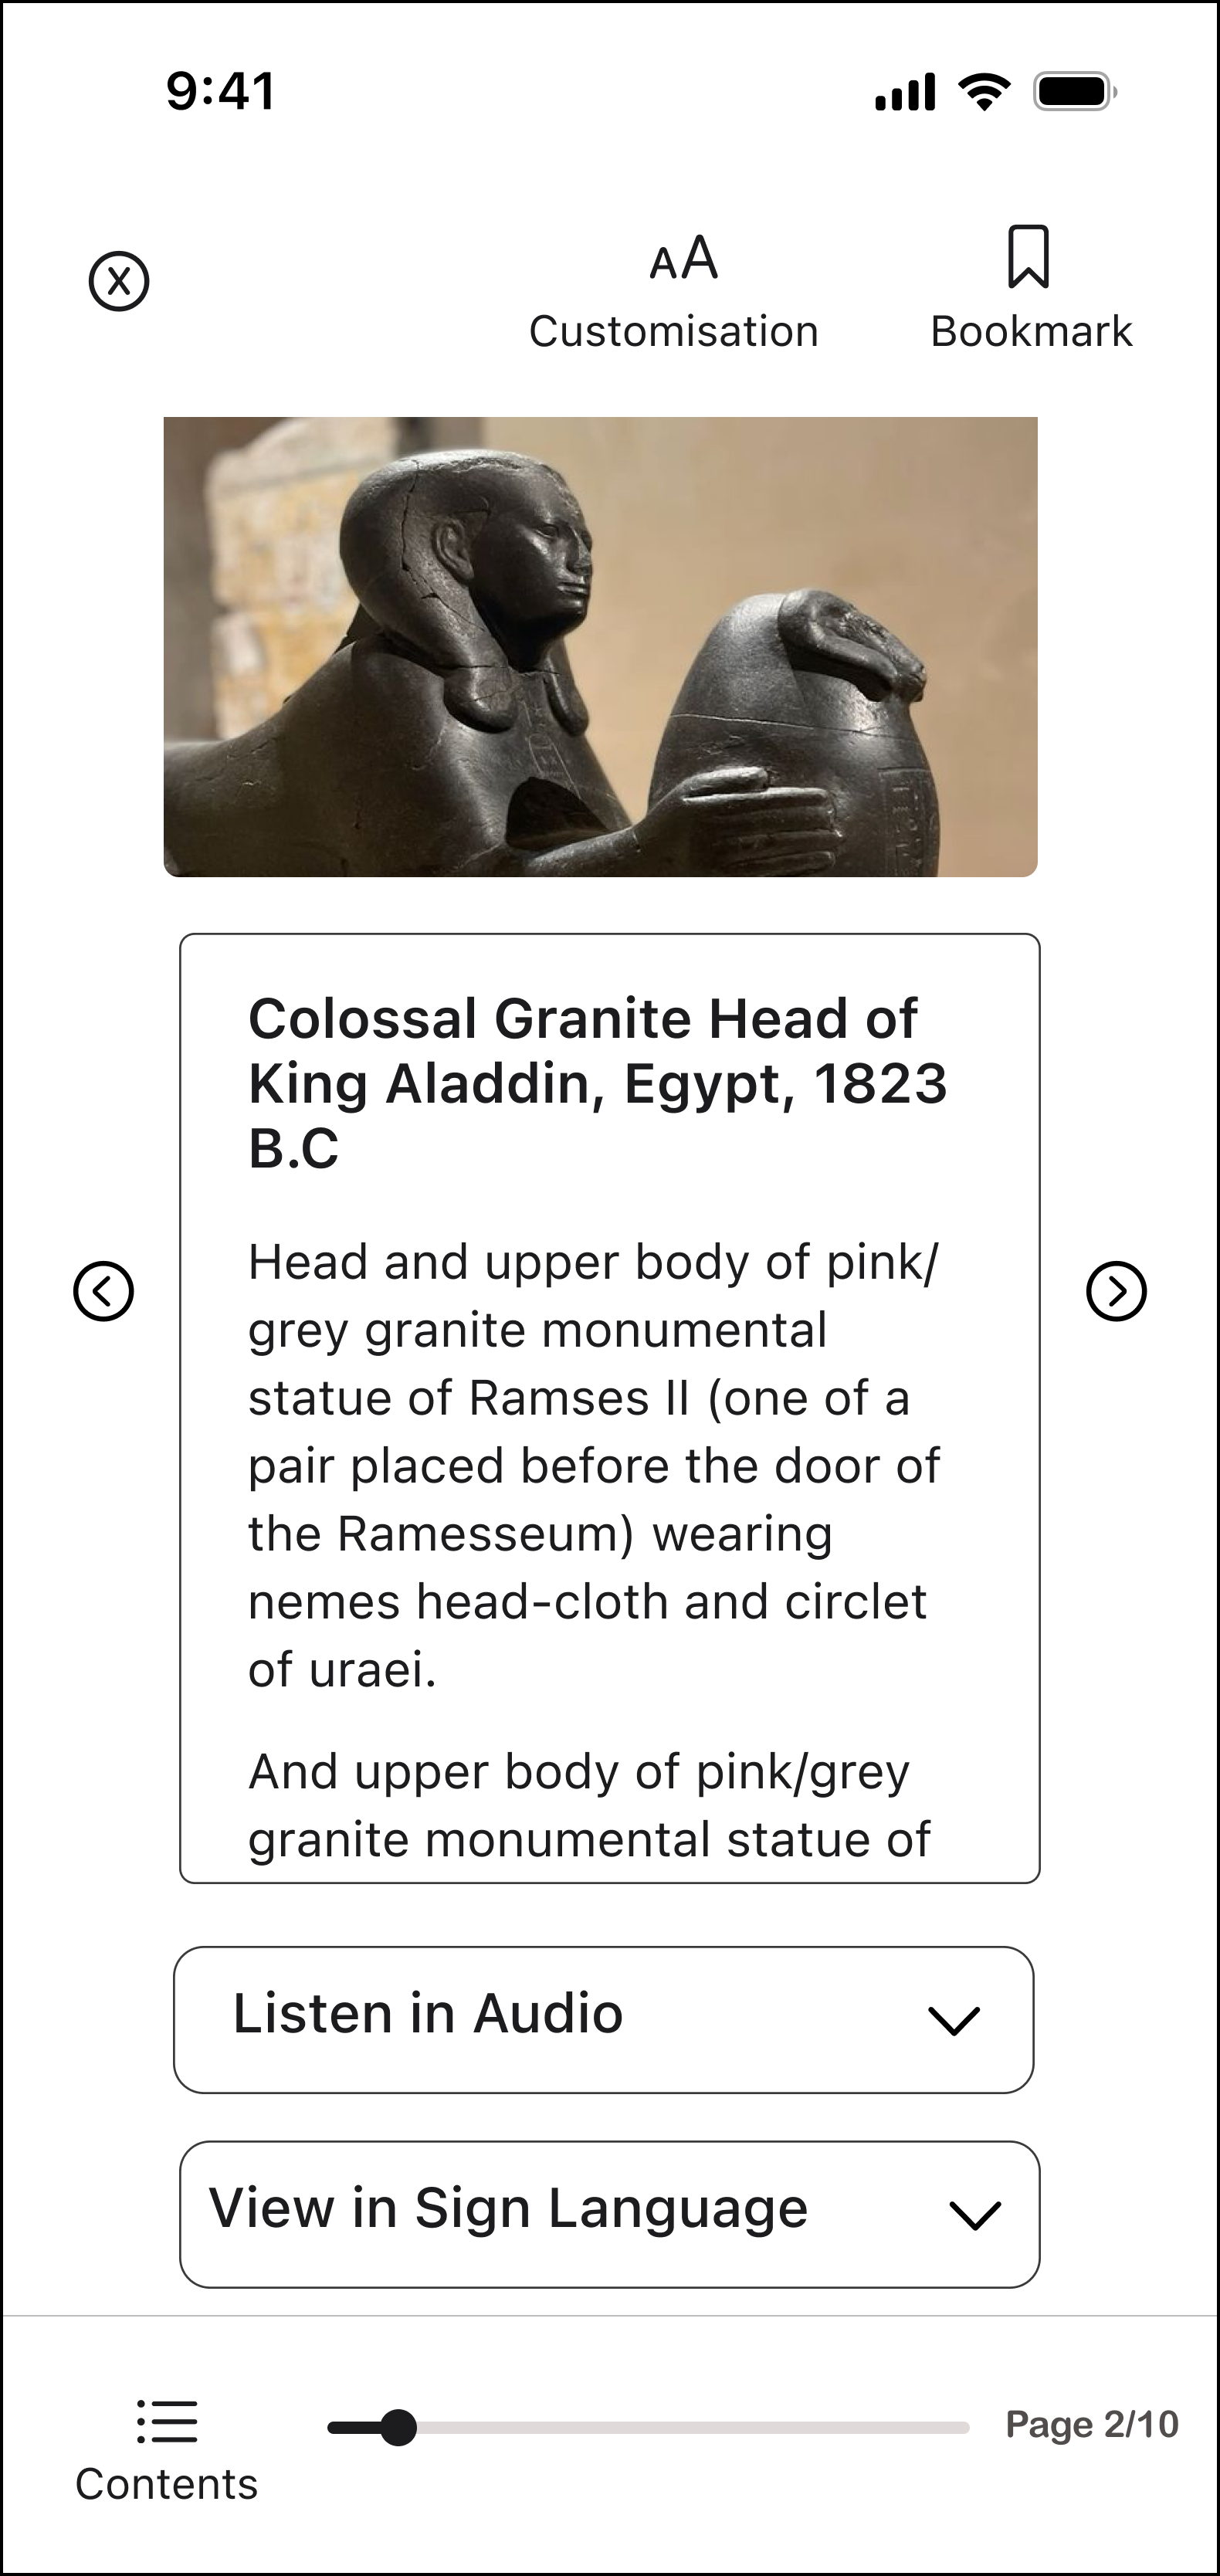 9:41
AA
Customisation
Bookmark
Colossal Granite Head of
King Aladdin, Egypt, 1823
B.C
Head and upper body of pink/
grey granite monumental
statue of Ramses II (one of a
pair placed before the door of
the Ramesseum) wearing
nemes head-cloth and circlet
of uraei.
And upper body of pink/grey
granite monumental statue of
Listen in Audio
View in Sign Language
Contents
Page 2/10